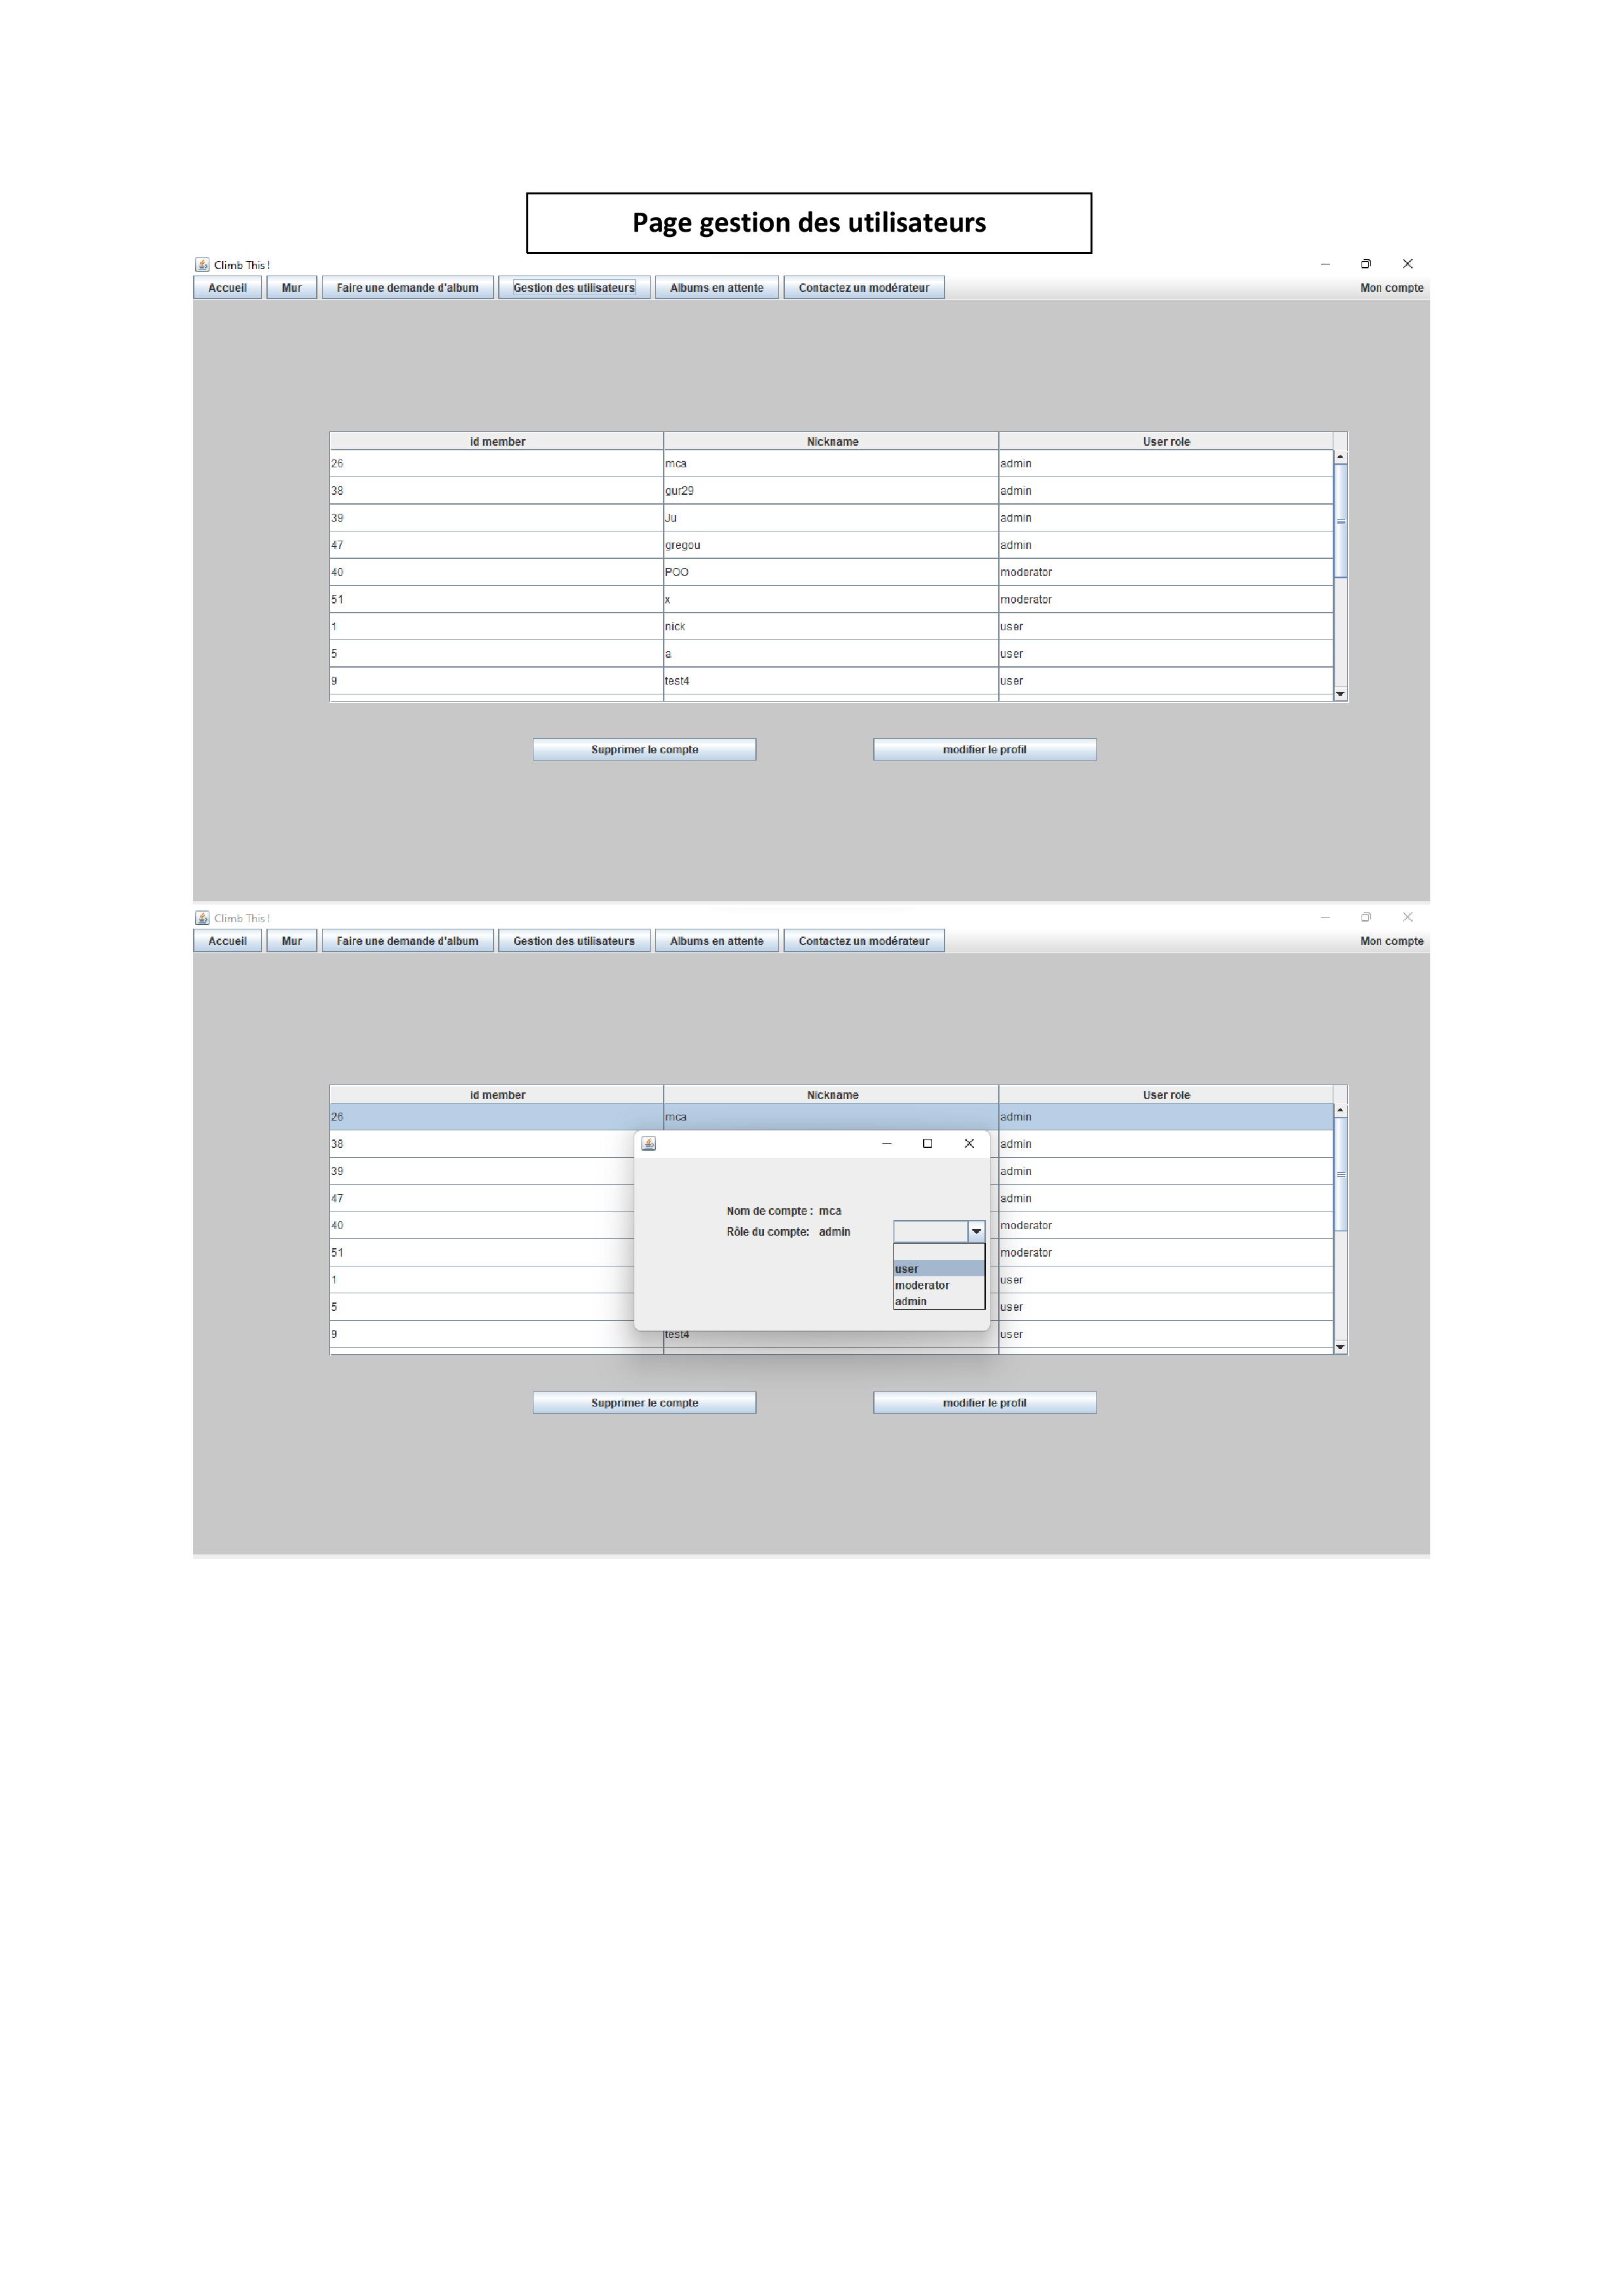 Page gestion des utilisateurs
Climb This !
Accueil Mur Faire une demande d'album Gestion des utilisateurs Albums en attente Contactez un modérateur Mon compte
id member Nickname User role
26 mca admin
38 gur29 admin
39 Ju admin
47 gregou admin
40 POO moderator
51 x moderator
1 nick user
5 a user
9 test4 user
Supprimer le compte modifier le profil
Climb This !
Accueil Mur Faire une demande d'album Gestion des utilisateurs Albums en attente Contactez un modérateur Mon compte
id member Nickname User role
26 mca admin
38 admin
39 admin
47 admin
40 moderator
51 moderator
1 user
5 user
9 test4 user
Nom de compte : mca
Rôle du compte: admin
user
moderator
admin
Supprimer le compte modifier le profil